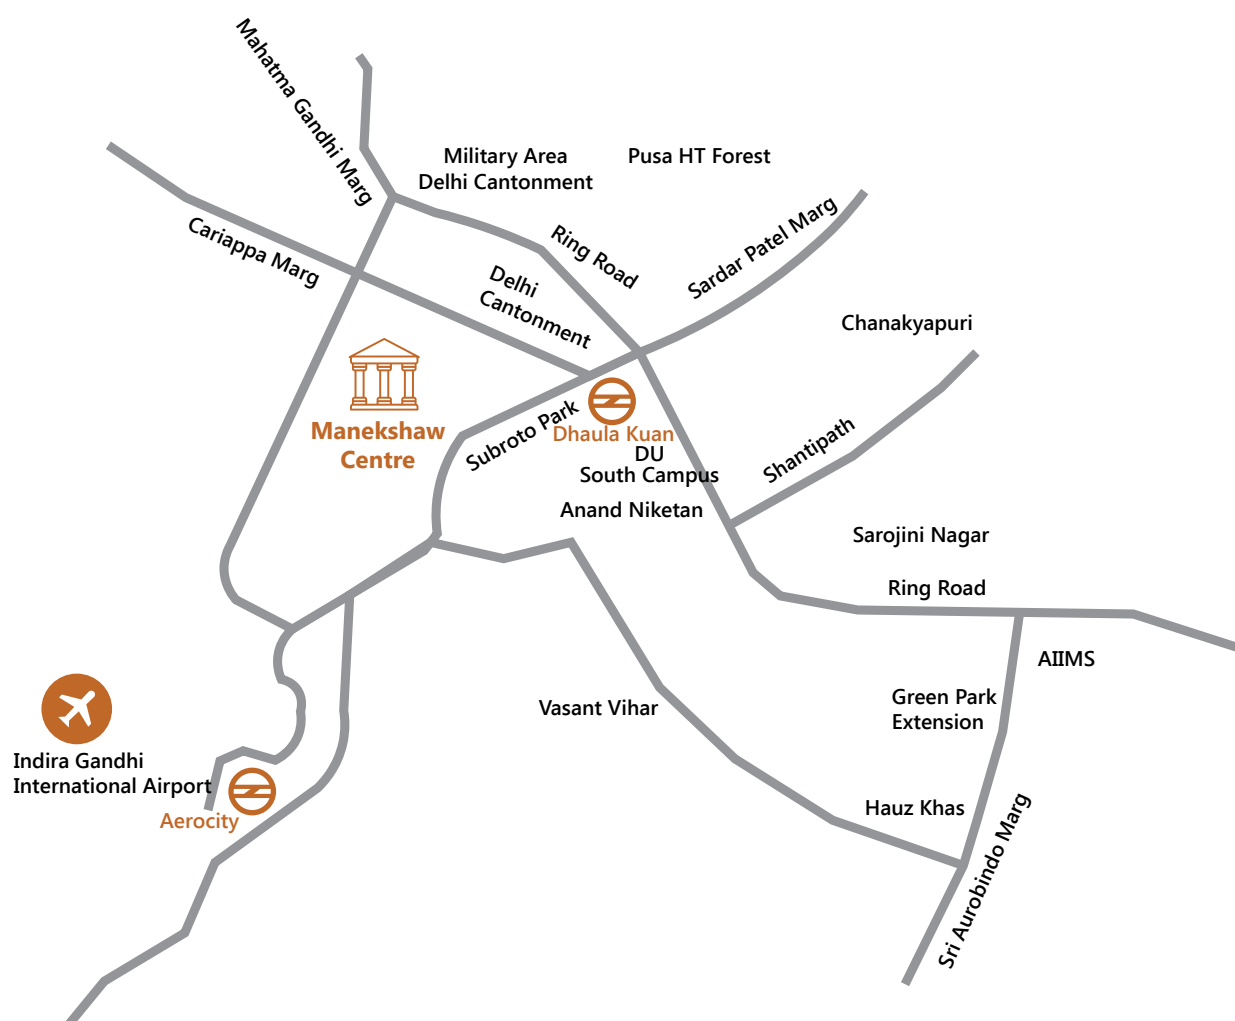 Mahatma Gandhi Marg
Military Area
Delhi Cantonment
Pusa HT Forest
Cariappa Marg
Ring Road
Sardar Patel Marg
Delhi
Cantonment
Chanakyapuri
Manekshaw
Centre
Subroto Park
Dhaula Kuan
DU
South Campus
Shantipath
Anand Niketan
Sarojini Nagar
Ring Road
AIIMS
Green Park
Extension
Vasant Vihar
Indira Gandhi
International Airport
Aerocity
Hauz Khas
Sri Aurobindo Marg